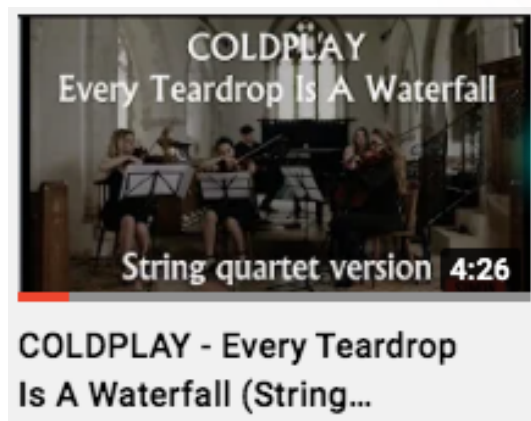 COLDPLAY
Every Teardrop Is A Waterfall
String quartet version
4:26
COLDPLAY - Every Teardrop
Is A Waterfall (String...